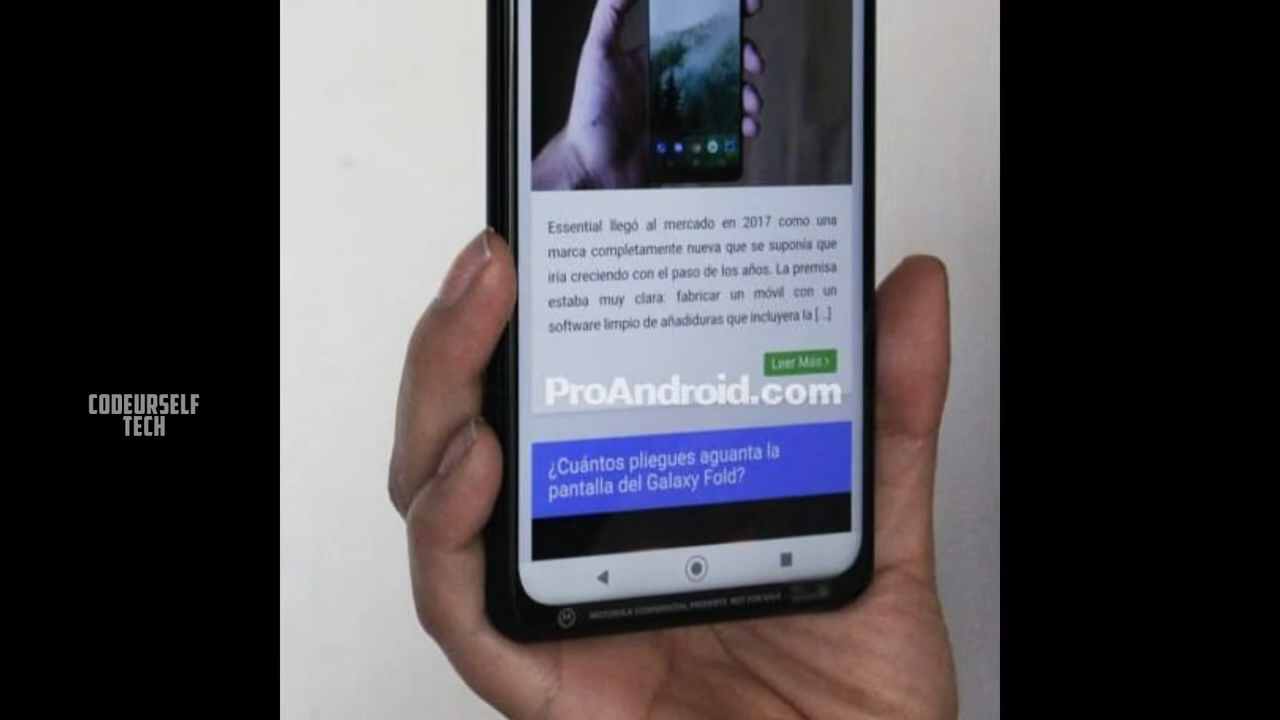 Essential llegó al mercado en 2017 como una
marca completamente nueva que se suponía que
iría creciendo con el paso de los años. La premisa
estaba muy clara: fabricar un móvil con un
software limpio de añadiduras que incluyera la [...]
Leer Más ›
ProAndroid.com
CODEURSELF
TECH
¿Cuántos pliegues aguanta la
pantalla del Galaxy Fold?
MOTOROLA CONFIDENTIAL PROPERTY. NOT FOR SALE